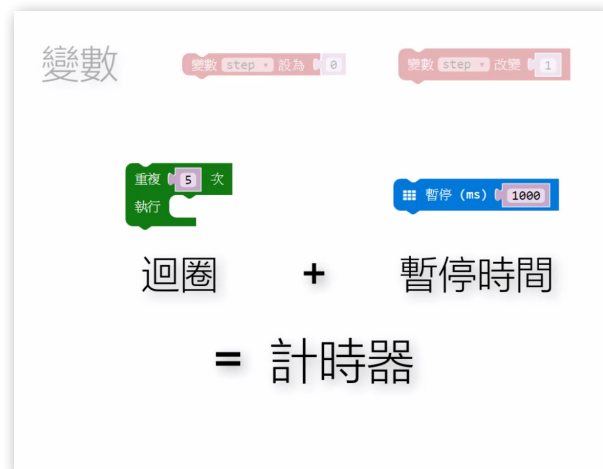 變數 變數 step 設為 0 變數 step 改變 1
重複 5 次
執行
暫停 (ms) 1000
迴圈 + 暫停時間
= 計時器